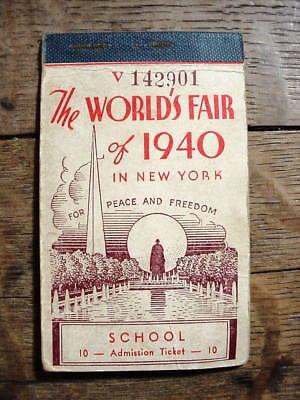 V 142901
The WORLD'S FAIR
of 1940
IN NEW YORK
FOR PEACE AND FREEDOM
SCHOOL
10 — Admission Ticket — 10